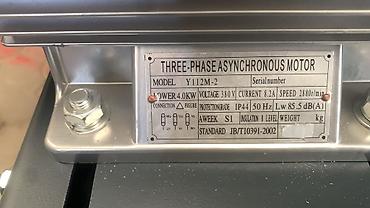 THREE-PHASE ASYNCHRONOUS MOTOR
MODEL Y112M-2 Serial number
POWER 4.0KW VOLTAGE 380V CURRENT 8.2A SPEED 2880r/min
CONNECTION PROTECTION GRADE IP44 50 Hz Lw 85.5 dB(A)
AWEEK S1 INSULATION B LEVEL WEIGHT kg
STANDARD JB/T10391-2002